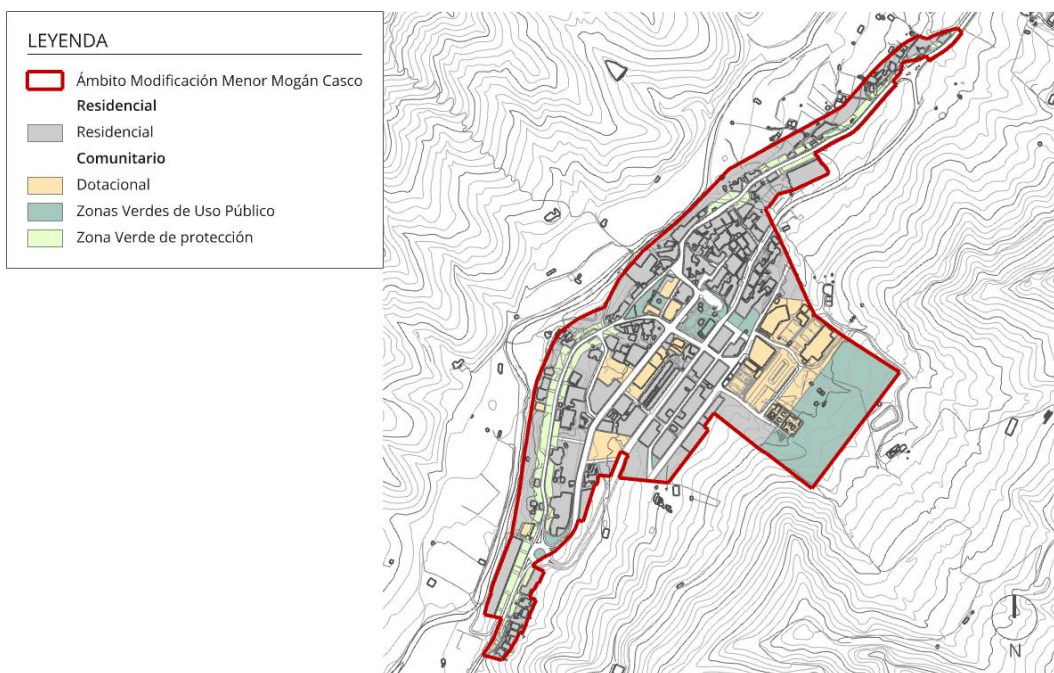 LEYENDA
Ámbito Modificación Menor Mogán Casco
Residencial
Residencial
Comunitario
Dotacional
Zonas Verdes de Uso Público
Zona Verde de protección
N